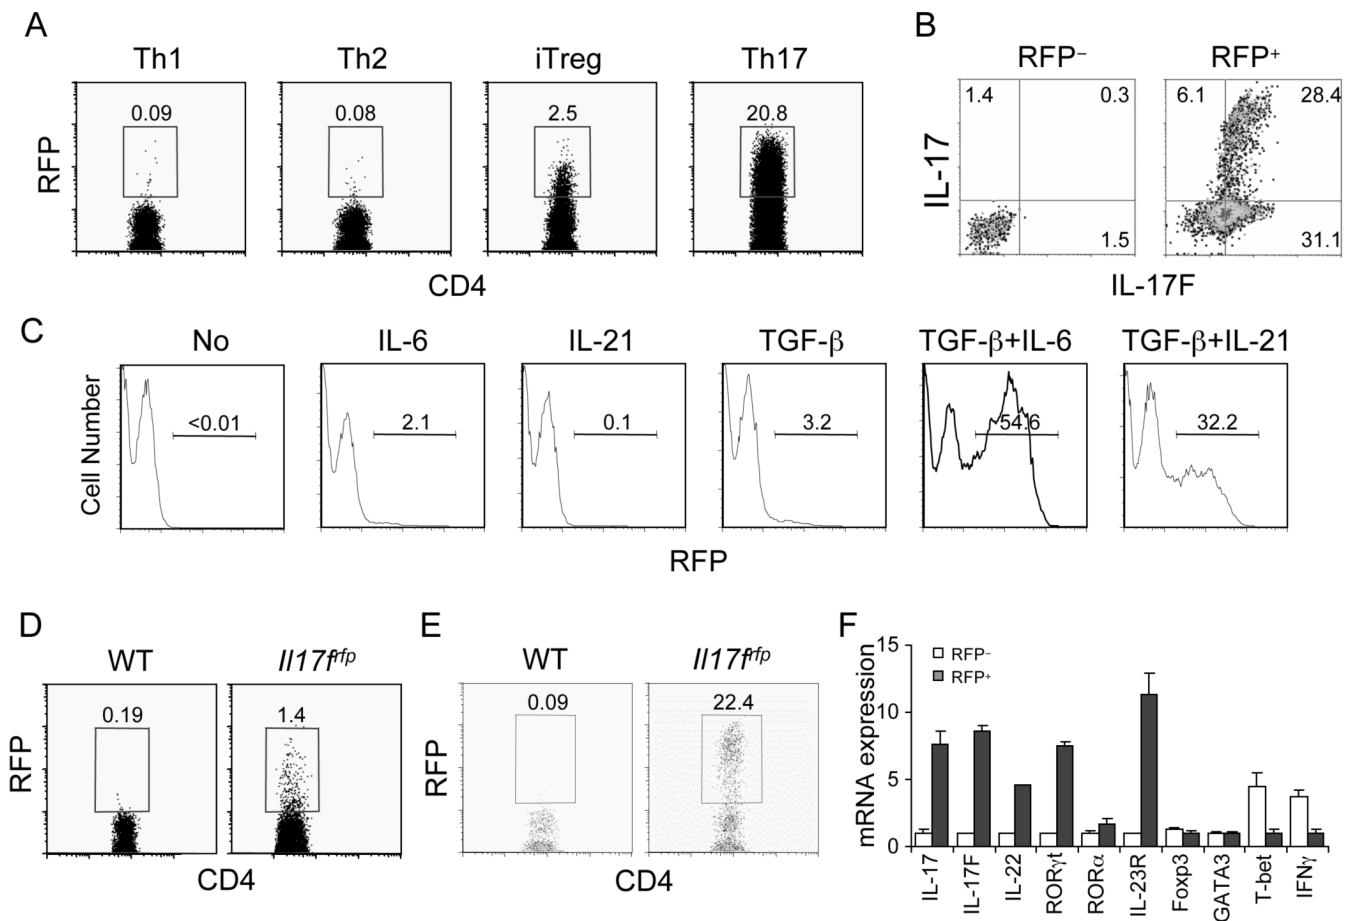 A
Th1
Th2
iTreg
Th17
0.09
0.08
2.5
20.8
RFP
CD4
B
RFP⁻
RFP⁺
1.4
0.3
6.1
28.4
1.5
31.1
IL-17
IL-17F
C
No
IL-6
IL-21
TGF-β
TGF-β+IL-6
TGF-β+IL-21
<0.01
2.1
0.1
3.2
54.6
32.2
Cell Number
RFP
D
WT
Il17fʳᶠᵖ
0.19
1.4
RFP
CD4
E
WT
Il17fʳᶠᵖ
0.09
22.4
RFP
CD4
F
15
10
5
0
mRNA expression
RFP⁻
RFP⁺
IL-17
IL-17F
IL-22
RORγt
RORα
IL-23R
Foxp3
GATA3
T-bet
IFNγ